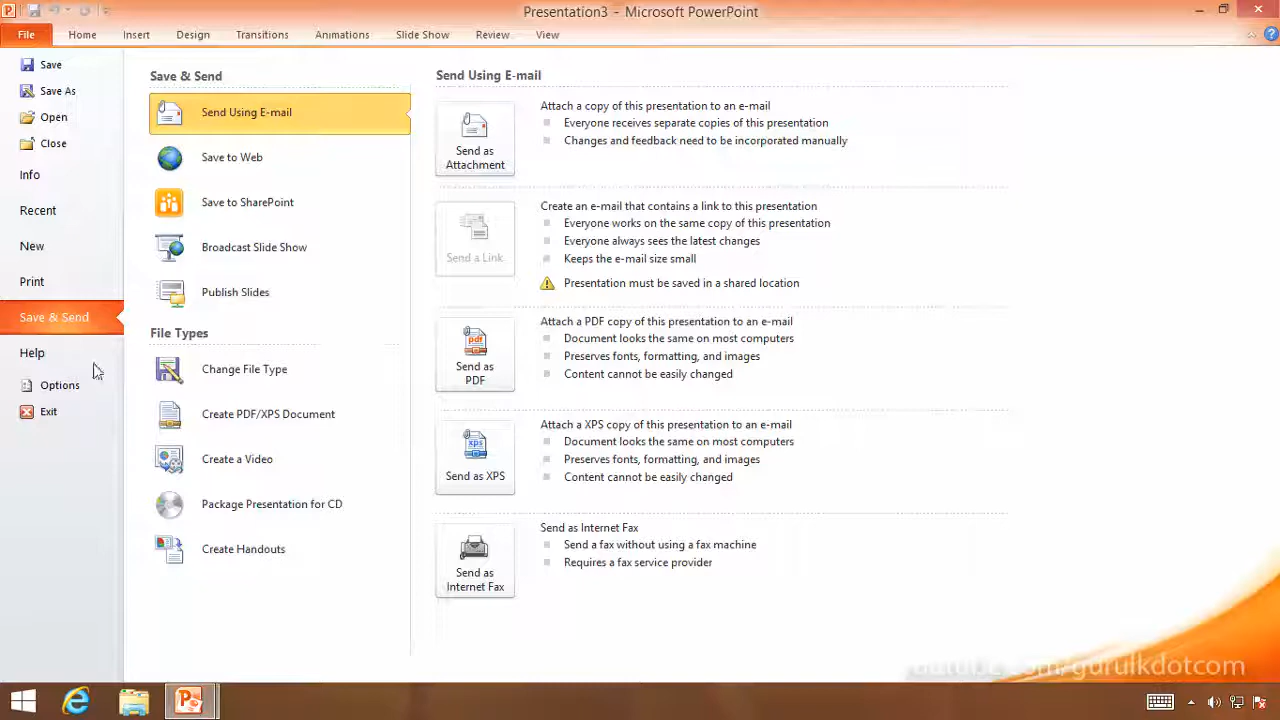 Presentation3 - Microsoft PowerPoint
File Home Insert Design Transitions Animations Slide Show Review View
Save
Save As
Open
Close
Info
Recent
New
Print
Save & Send
Help
Options
Exit
Save & Send
Send Using E-mail
Save to Web
Save to SharePoint
Broadcast Slide Show
Publish Slides
File Types
Change File Type
Create PDF/XPS Document
Create a Video
Package Presentation for CD
Create Handouts
Send Using E-mail
Send as
Attachment
Attach a copy of this presentation to an e-mail
Everyone receives separate copies of this presentation
Changes and feedback need to be incorporated manually
Send a Link
Create an e-mail that contains a link to this presentation
Everyone works on the same copy of this presentation
Everyone always sees the latest changes
Keeps the e-mail size small
Presentation must be saved in a shared location
pdf
Send as
PDF
Attach a PDF copy of this presentation to an e-mail
Document looks the same on most computers
Preserves fonts, formatting, and images
Content cannot be easily changed
xps
Send as XPS
Attach a XPS copy of this presentation to an e-mail
Document looks the same on most computers
Preserves fonts, formatting, and images
Content cannot be easily changed
Send as
Internet Fax
Send as Internet Fax
Send a fax without using a fax machine
Requires a fax service provider
youtube.com/gurulkdotcom